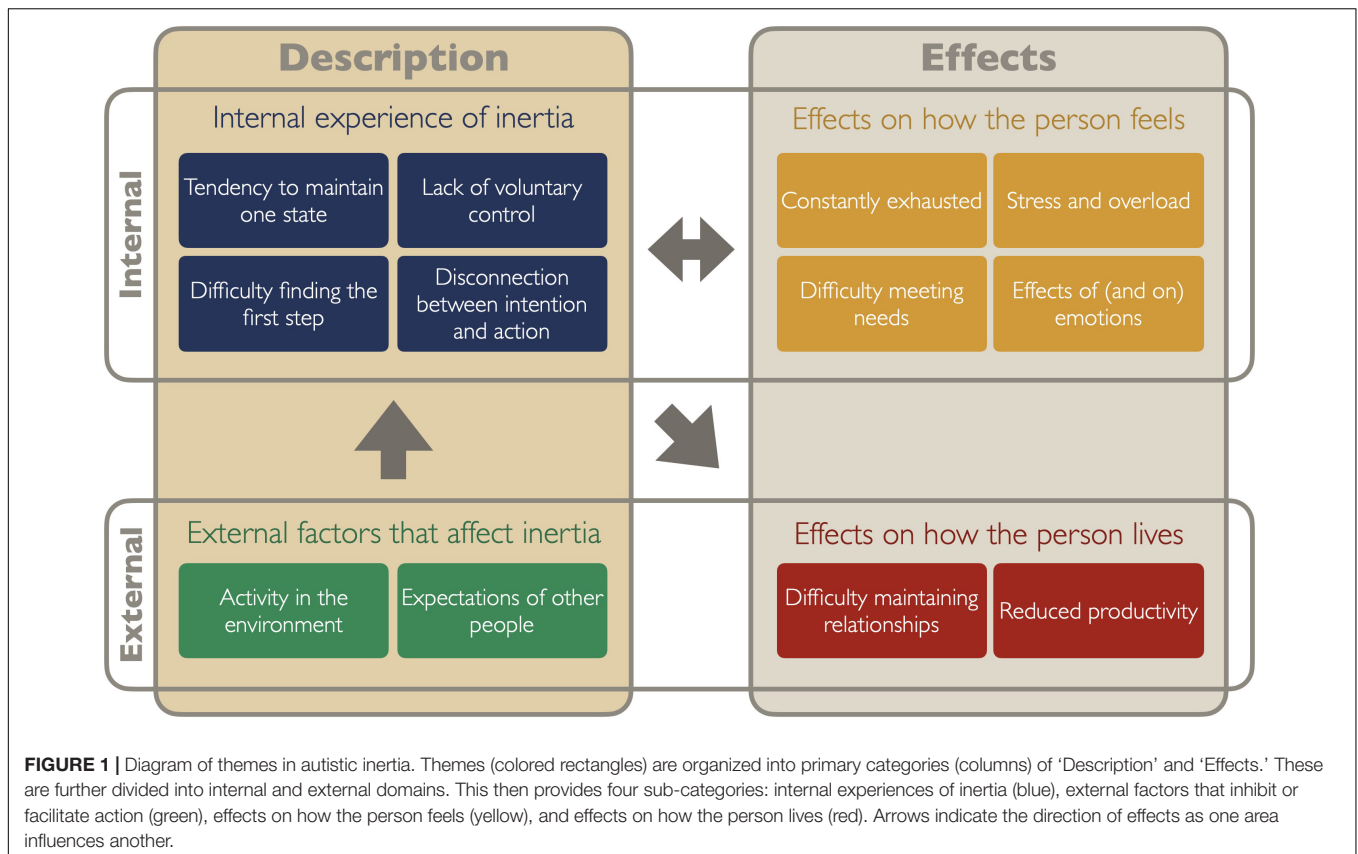 Description
Effects
Internal
Internal experience of inertia
Tendency to maintain
one state
Lack of voluntary
control
Difficulty finding the
first step
Disconnection
between intention
and action
Effects on how the person feels
Constantly exhausted
Stress and overload
Difficulty meeting
needs
Effects of (and on)
emotions
External
External factors that affect inertia
Activity in the
environment
Expectations of other
people
Effects on how the person lives
Difficulty maintaining
relationships
Reduced productivity
FIGURE 1 | Diagram of themes in autistic inertia. Themes (colored rectangles) are organized into primary categories (columns) of ‘Description’ and ‘Effects.’ These
are further divided into internal and external domains. This then provides four sub-categories: internal experiences of inertia (blue), external factors that inhibit or
facilitate action (green), effects on how the person feels (yellow), and effects on how the person lives (red). Arrows indicate the direction of effects as one area
influences another.